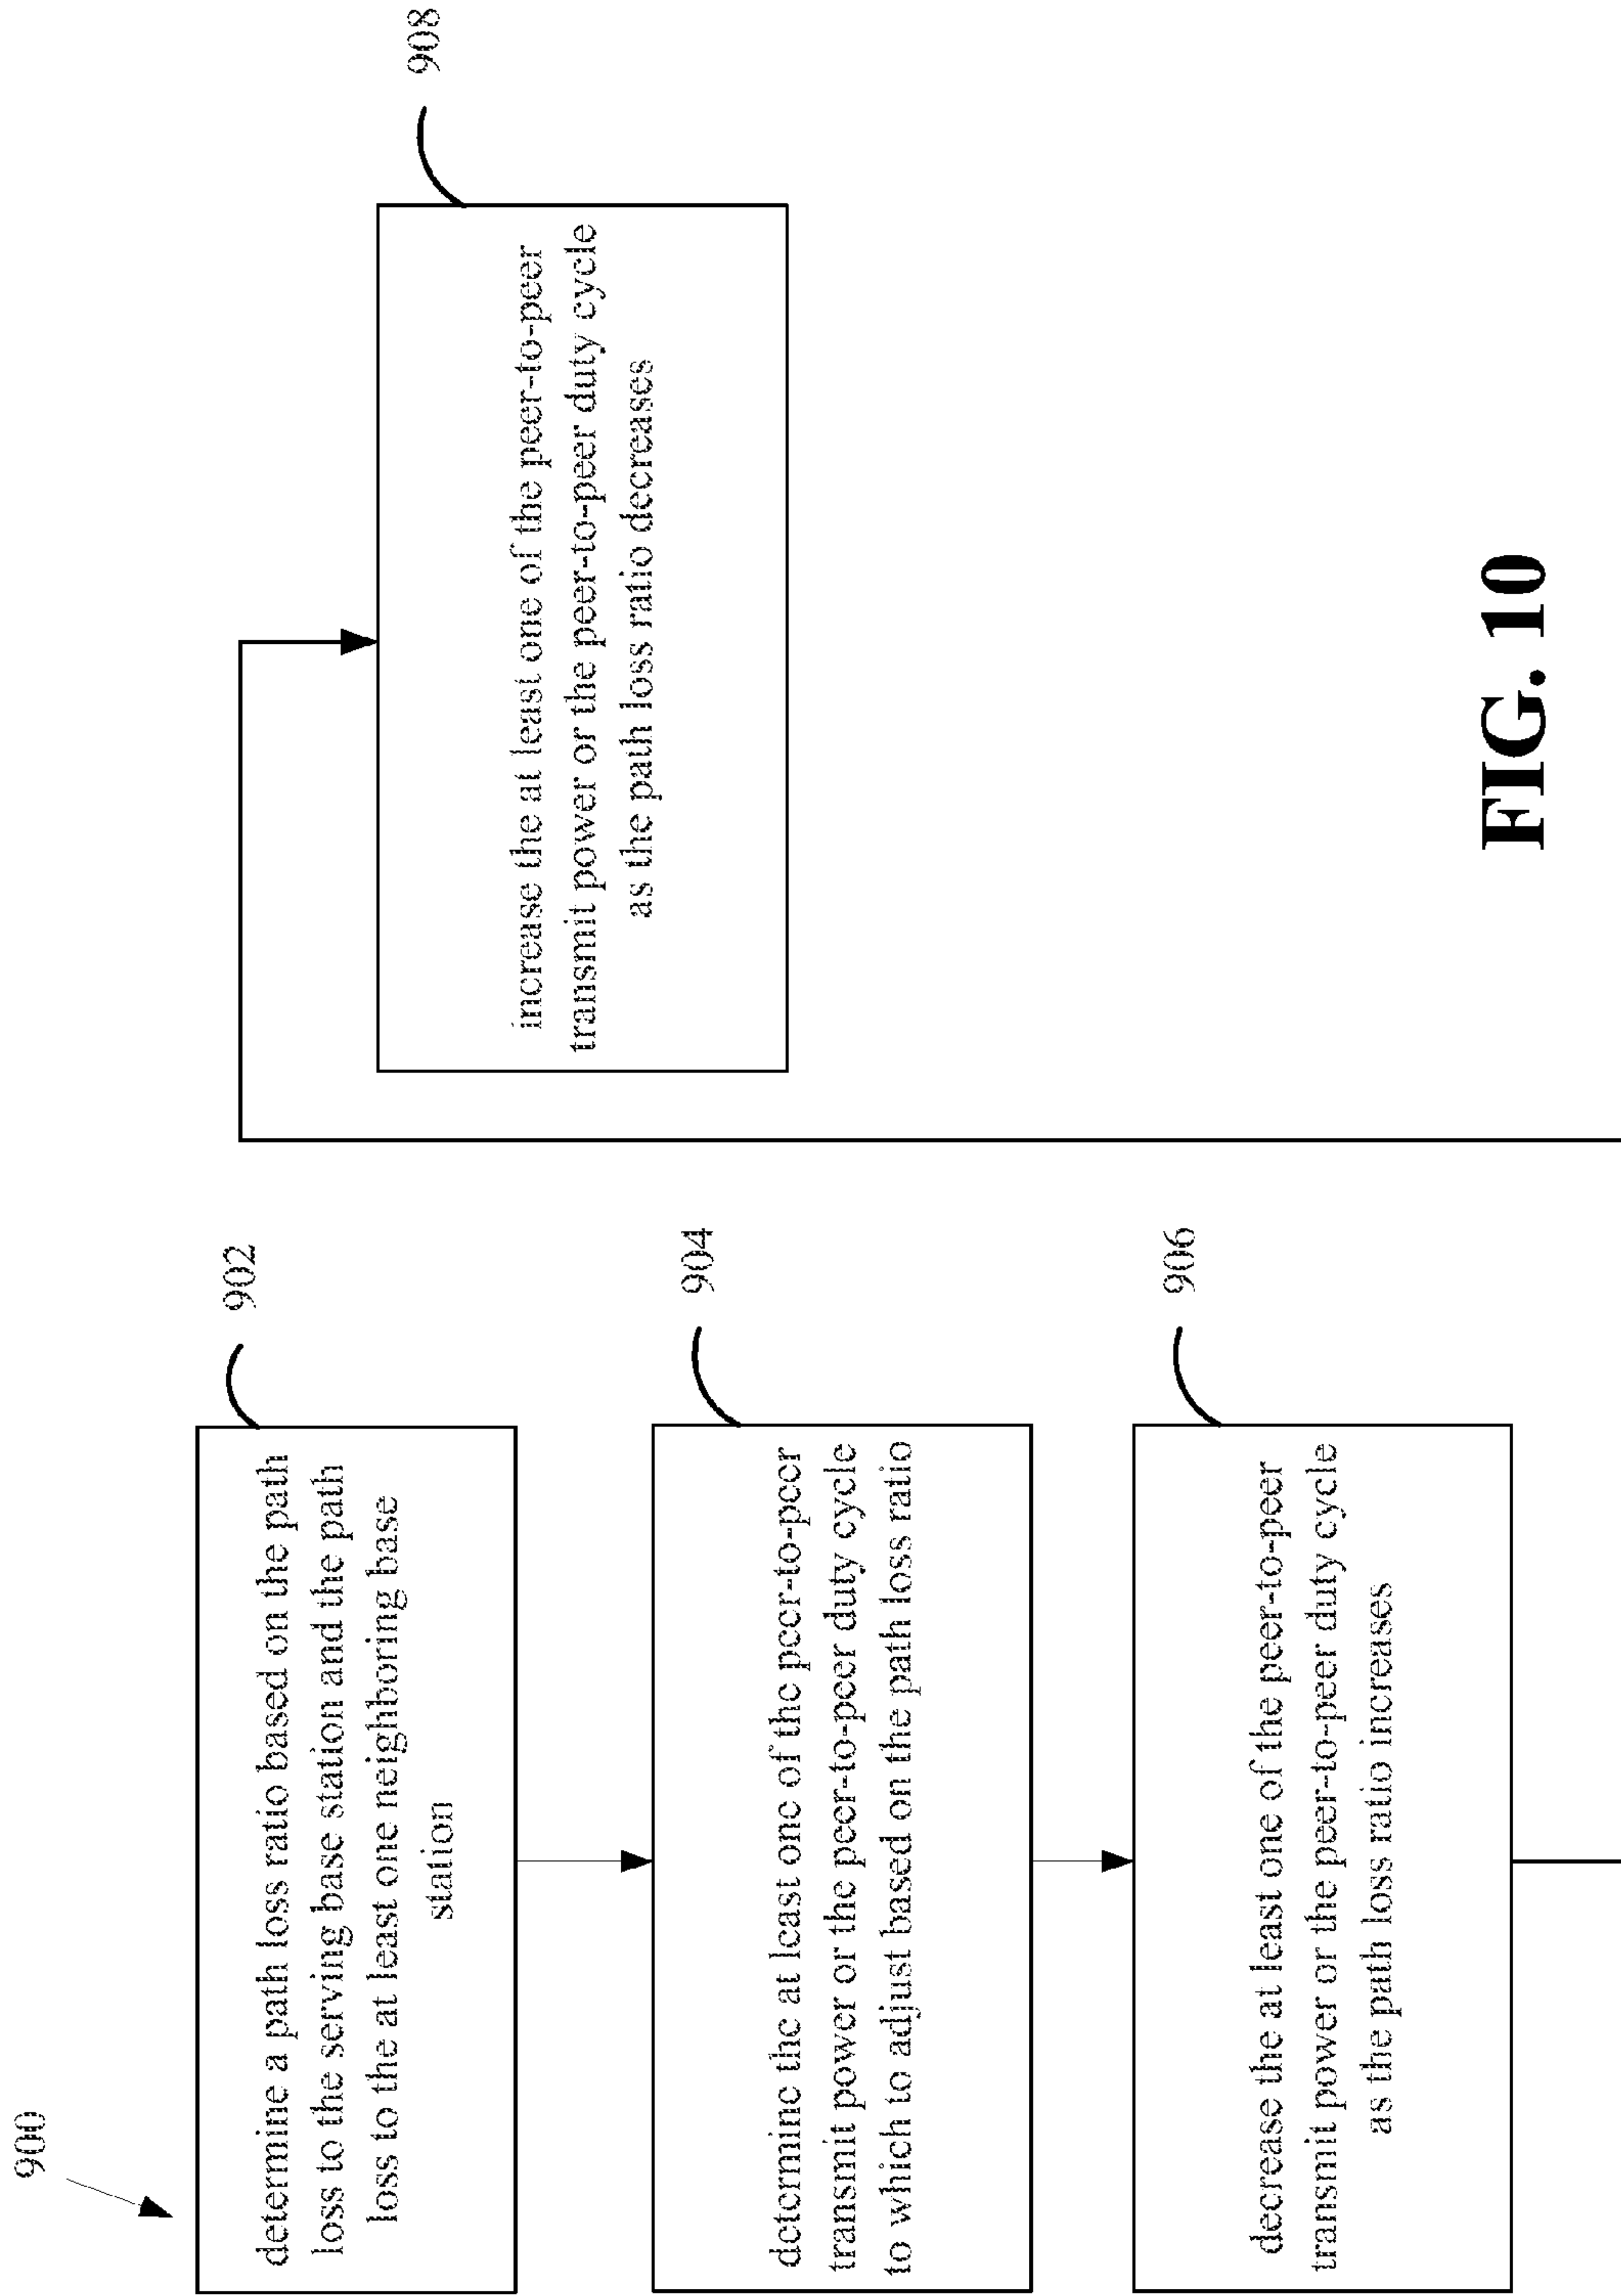 900
902
determine a path loss ratio based on the path
loss to the serving base station and the path
loss to the at least one neighboring base
station
904
determine the at least one of the peer-to-peer
transmit power or the peer-to-peer duty cycle
to which to adjust based on the path loss ratio
906
decrease the at least one of the peer-to-peer
transmit power or the peer-to-peer duty cycle
as the path loss ratio increases
908
increase the at least one of the peer-to-peer
transmit power or the peer-to-peer duty cycle
as the path loss ratio decreases
FIG. 10